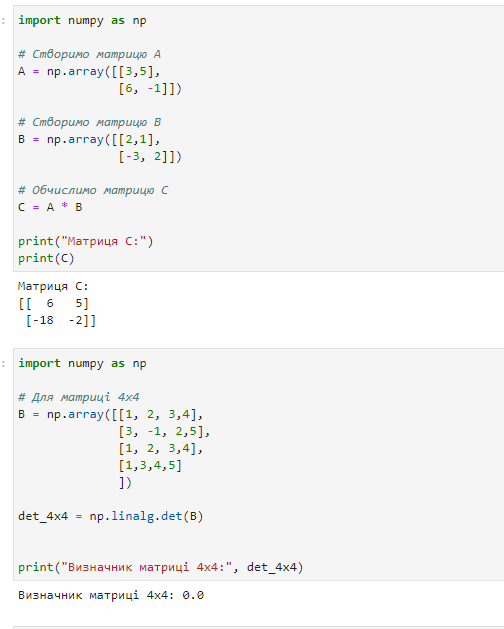 import numpy as np
# Створимо матрицю A
A = np.array([[3,5],
[6, -1]])
# Створимо матрицю B
B = np.array([[2,1],
[-3, 2]])
# Обчислимо матрицю C
C = A * B
print("Матриця C:")
print(C)
Матриця C:
[[  6   5]
[-18  -2]]
import numpy as np
# Для матриці 4x4
B = np.array([[1, 2, 3,4],
[3, -1, 2,5],
[1, 2, 3,4],
[1,3,4,5]
])
det_4x4 = np.linalg.det(B)
print("Визначник матриці 4x4:", det_4x4)
Визначник матриці 4x4: 0.0